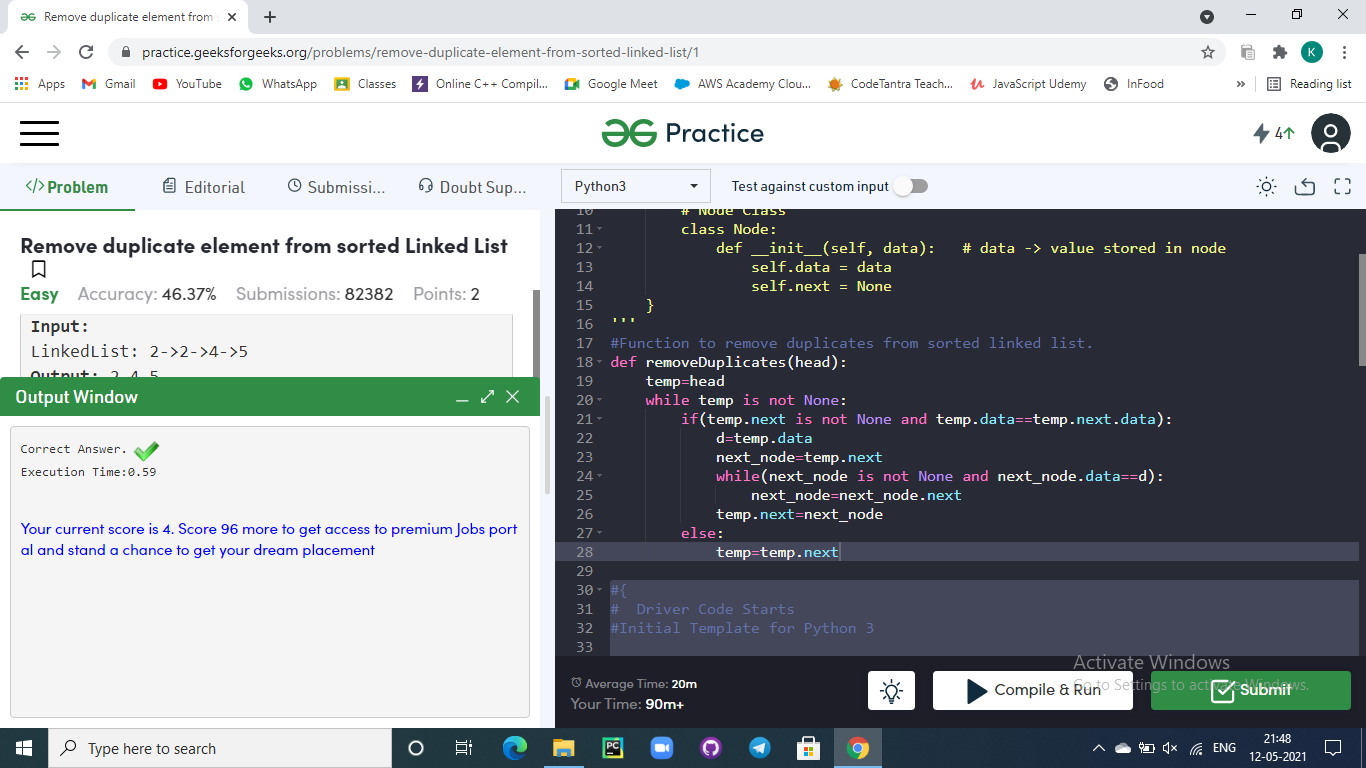 Remove duplicate element from
practice.geeksforgeeks.org/problems/remove-duplicate-element-from-sorted-linked-list/1
K
Apps Gmail YouTube WhatsApp Classes Online C++ Compil... Google Meet AWS Academy Clou... CodeTantra Teach... JavaScript Udemy InFood » Reading list
Practice
4↑
</>Problem Editorial Submissi... Doubt Sup...
Python3 Test against custom input
Remove duplicate element from sorted Linked List
Easy Accuracy: 46.37% Submissions: 82382 Points: 2
Input:
LinkedList: 2->2->4->5
Output: 2 4 5
Output Window
Correct Answer.
Execution Time:0.59
Your current score is 4. Score 96 more to get access to premium Jobs port
al and stand a chance to get your dream placement
10 # Node Class
11 class Node:
12 def __init__(self, data): # data -> value stored in node
13 self.data = data
14 self.next = None
15 }
16 '''
17 #Function to remove duplicates from sorted linked list.
18 def removeDuplicates(head):
19 temp=head
20 while temp is not None:
21 if(temp.next is not None and temp.data==temp.next.data):
22 d=temp.data
23 next_node=temp.next
24 while(next_node is not None and next_node.data==d):
25 next_node=next_node.next
26 temp.next=next_node
27 else:
28 temp=temp.next
29
30 #{
31 # Driver Code Starts
32 #Initial Template for Python 3
33
Average Time: 20m
Your Time: 90m+
Compile & Run
Submit
Activate Windows
Go to Settings to activate Windows.
Type here to search
PC
ENG
21:48
12-05-2021